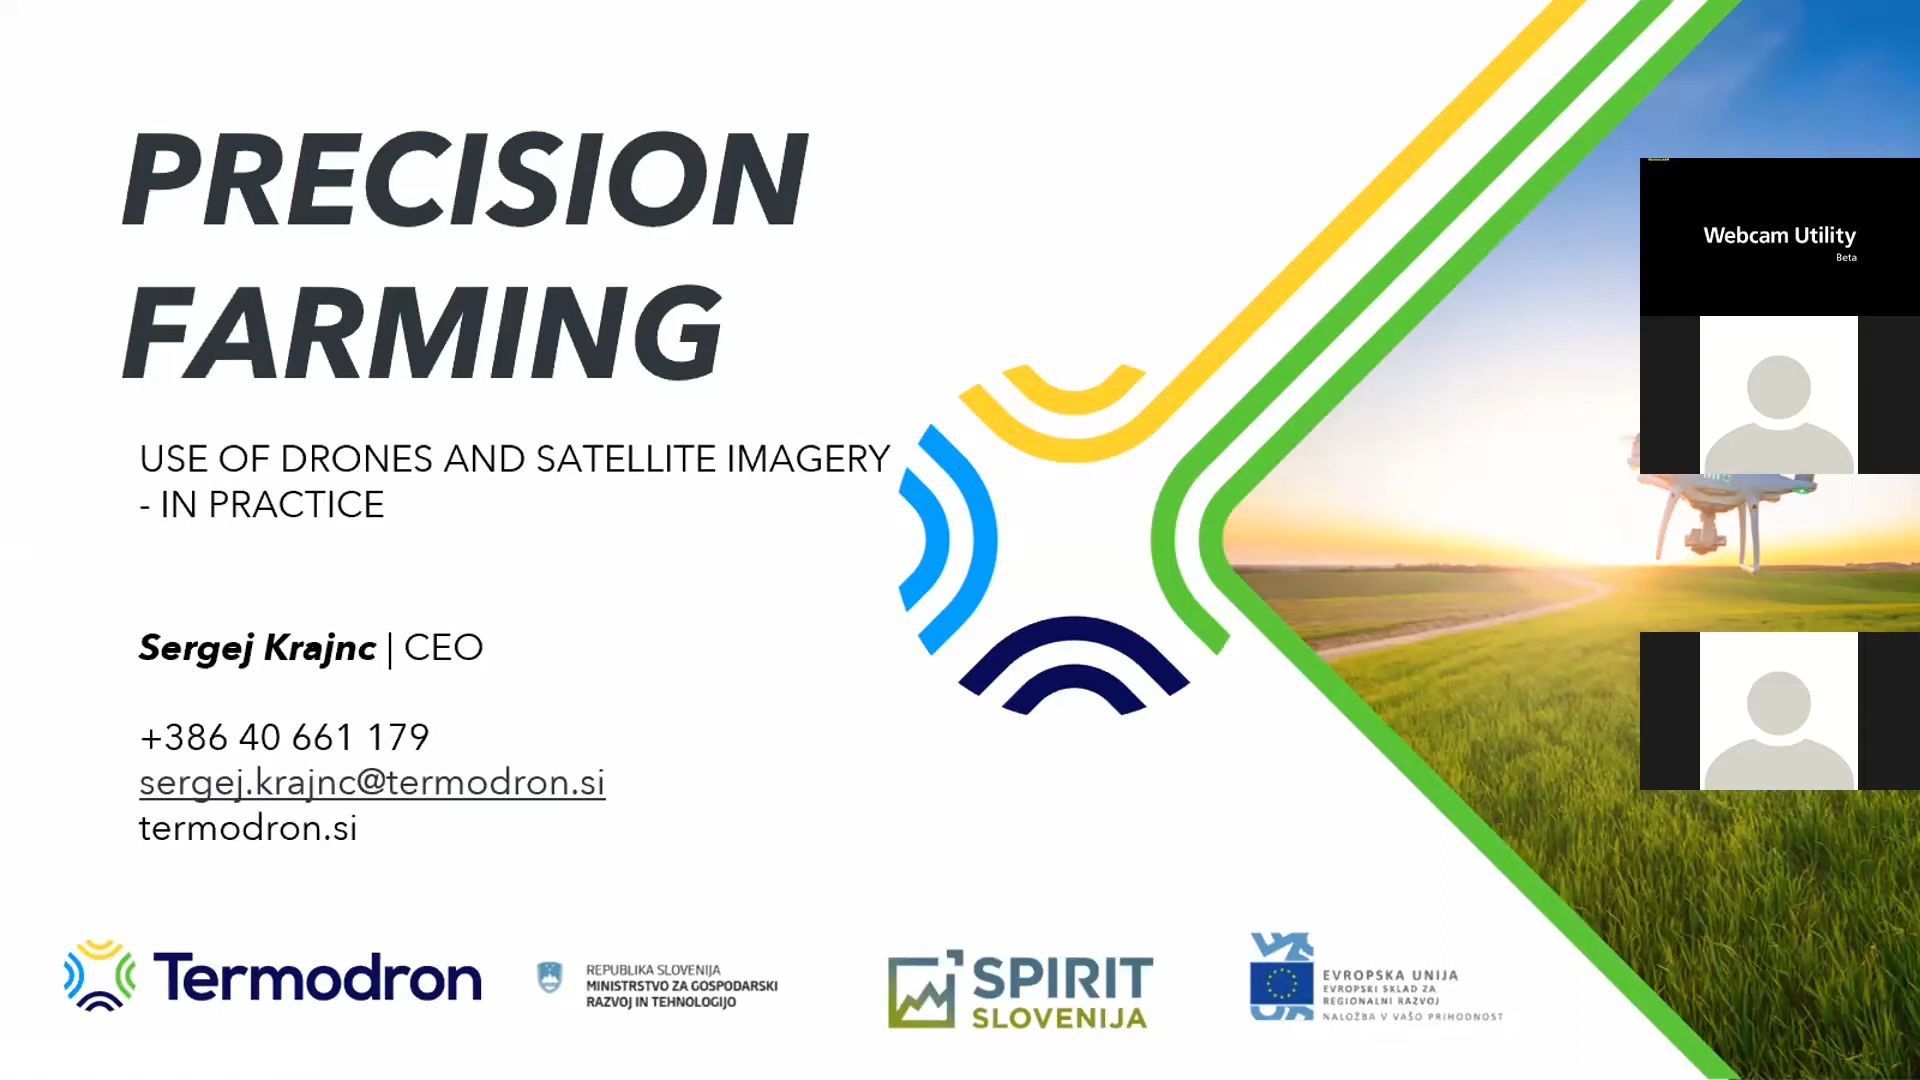 PRECISION
FARMING
USE OF DRONES AND SATELLITE IMAGERY
- IN PRACTICE
Sergej Krajnc | CEO
+386 40 661 179
sergej.krajnc@termodron.si
termodron.si
Webcam Utility
Beta
Termodron
REPUBLIKA SLOVENIJA
MINISTRSTVO ZA GOSPODARSKI
RAZVOJ IN TEHNOLOGIJO
SPIRIT
SLOVENIJA
EVROPSKA UNIJA
EVROPSKI SKLAD ZA
REGIONALNI RAZVOJ
NALOŽBA V VAŠO PRIHODNOST